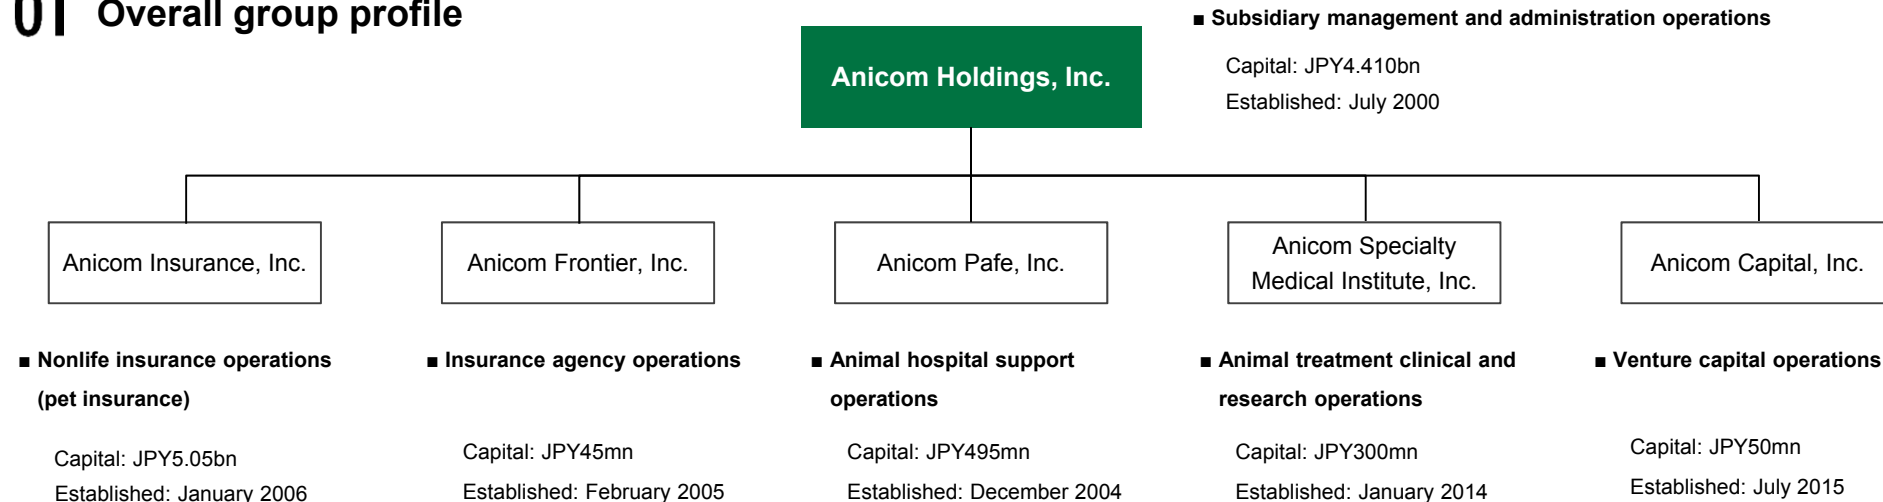 01 Overall group profile
■ Subsidiary management and administration operations
Capital: JPY4.410bn
Established: July 2000
Anicom Holdings, Inc.
Anicom Insurance, Inc.
■ Nonlife insurance operations
(pet insurance)
Capital: JPY5.05bn
Established: January 2006
Anicom Frontier, Inc.
■ Insurance agency operations
Capital: JPY45mn
Established: February 2005
Anicom Pafe, Inc.
■ Animal hospital support
operations
Capital: JPY495mn
Established: December 2004
Anicom Specialty
Medical Institute, Inc.
■ Animal treatment clinical and
research operations
Capital: JPY300mn
Established: January 2014
Anicom Capital, Inc.
■ Venture capital operations
Capital: JPY50mn
Established: July 2015